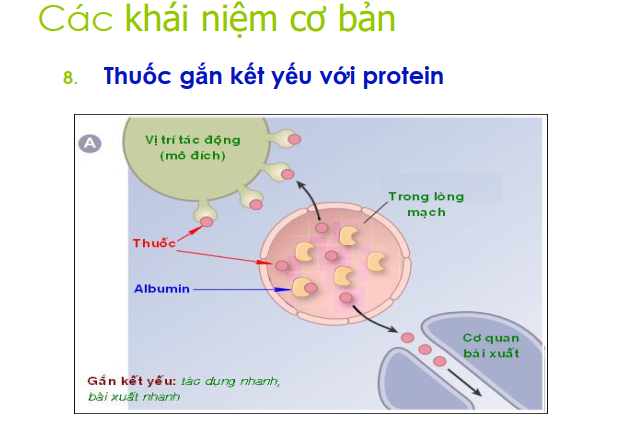 Các khái niệm cơ bản
8. Thuốc gắn kết yếu với protein
A
Vị trí tác động
(mô đích)
Trong lòng
mạch
Thuốc
Albumin
Cơ quan
bài xuất
Gắn kết yếu: tác dụng nhanh,
bài xuất nhanh